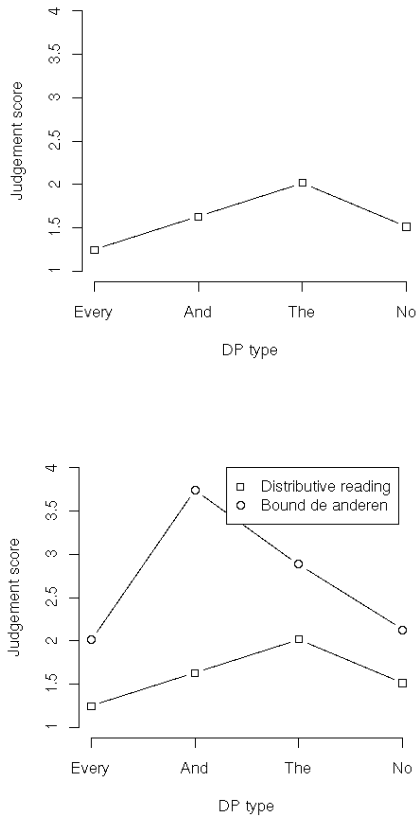 4
3.5
3
2.5
2
1.5
1
Judgement score
Every And The No
DP type
4
3.5
3
2.5
2
1.5
1
Judgement score
Distributive reading
Bound de anderen
Every And The No
DP type